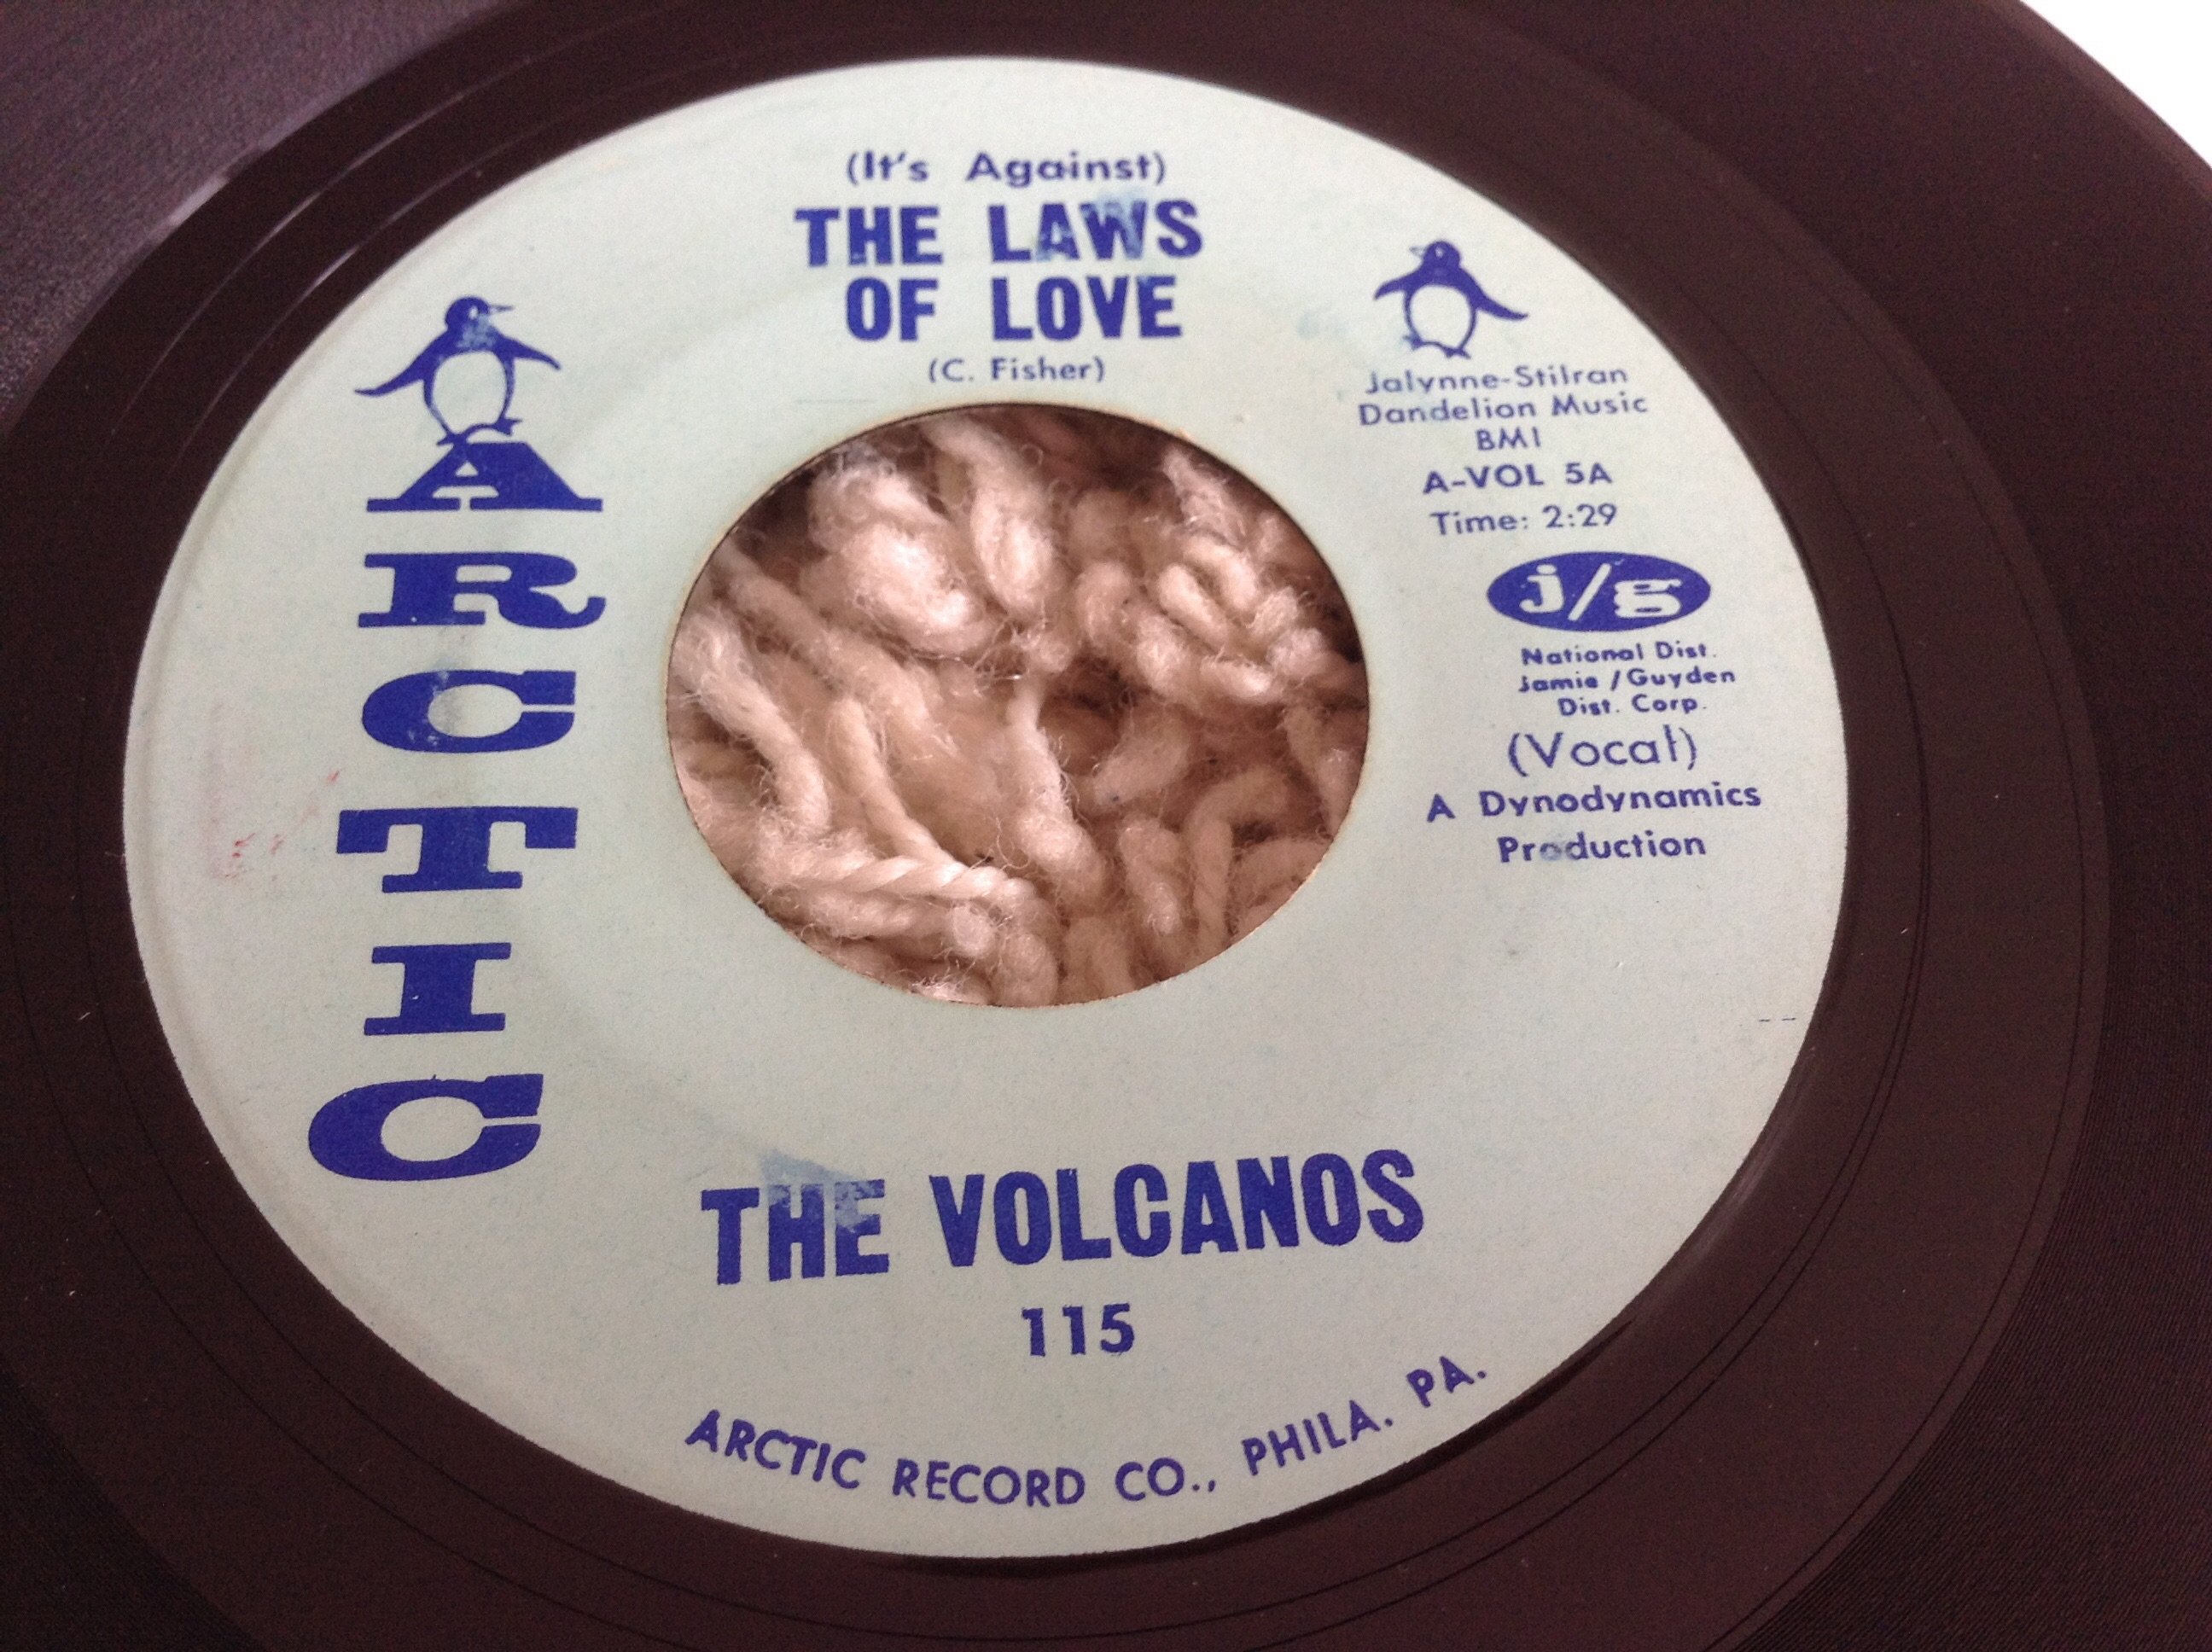 (It's Against)
THE LAWS
OF LOVE
(C. Fisher)
ARCTIC
Jalynne-Stilran
Dandelion Music
BMI
A-VOL 5A
Time: 2:29
j/g
National Dist.
Jamie/Guyden
Dist. Corp.
(Vocal)
A Dynodynamics
Production
THE VOLCANOS
115
ARCTIC RECORD CO., PHILA. PA.